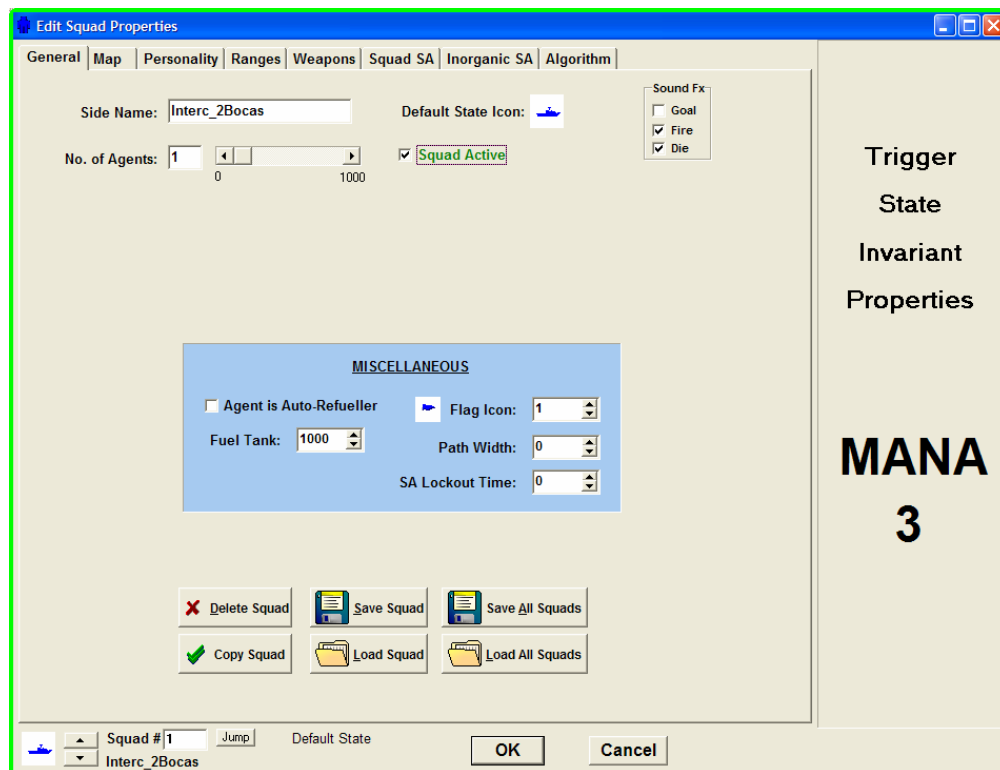 Edit Squad Properties
General Map Personality Ranges Weapons Squad SA Inorganic SA Algorithm
Side Name: Interc_2Bocas
Default State Icon:
Sound Fx
Goal
Fire
Die
No. of Agents: 1
0 1000
Squad Active
MISCELLANEOUS
Agent is Auto-Refueller
Flag Icon: 1
Fuel Tank: 1000
Path Width: 0
SA Lockout Time: 0
Delete Squad Save Squad Save All Squads
Copy Squad Load Squad Load All Squads
Trigger
State
Invariant
Properties
MANA
3
Squad # 1 Jump Default State
Interc_2Bocas
OK Cancel